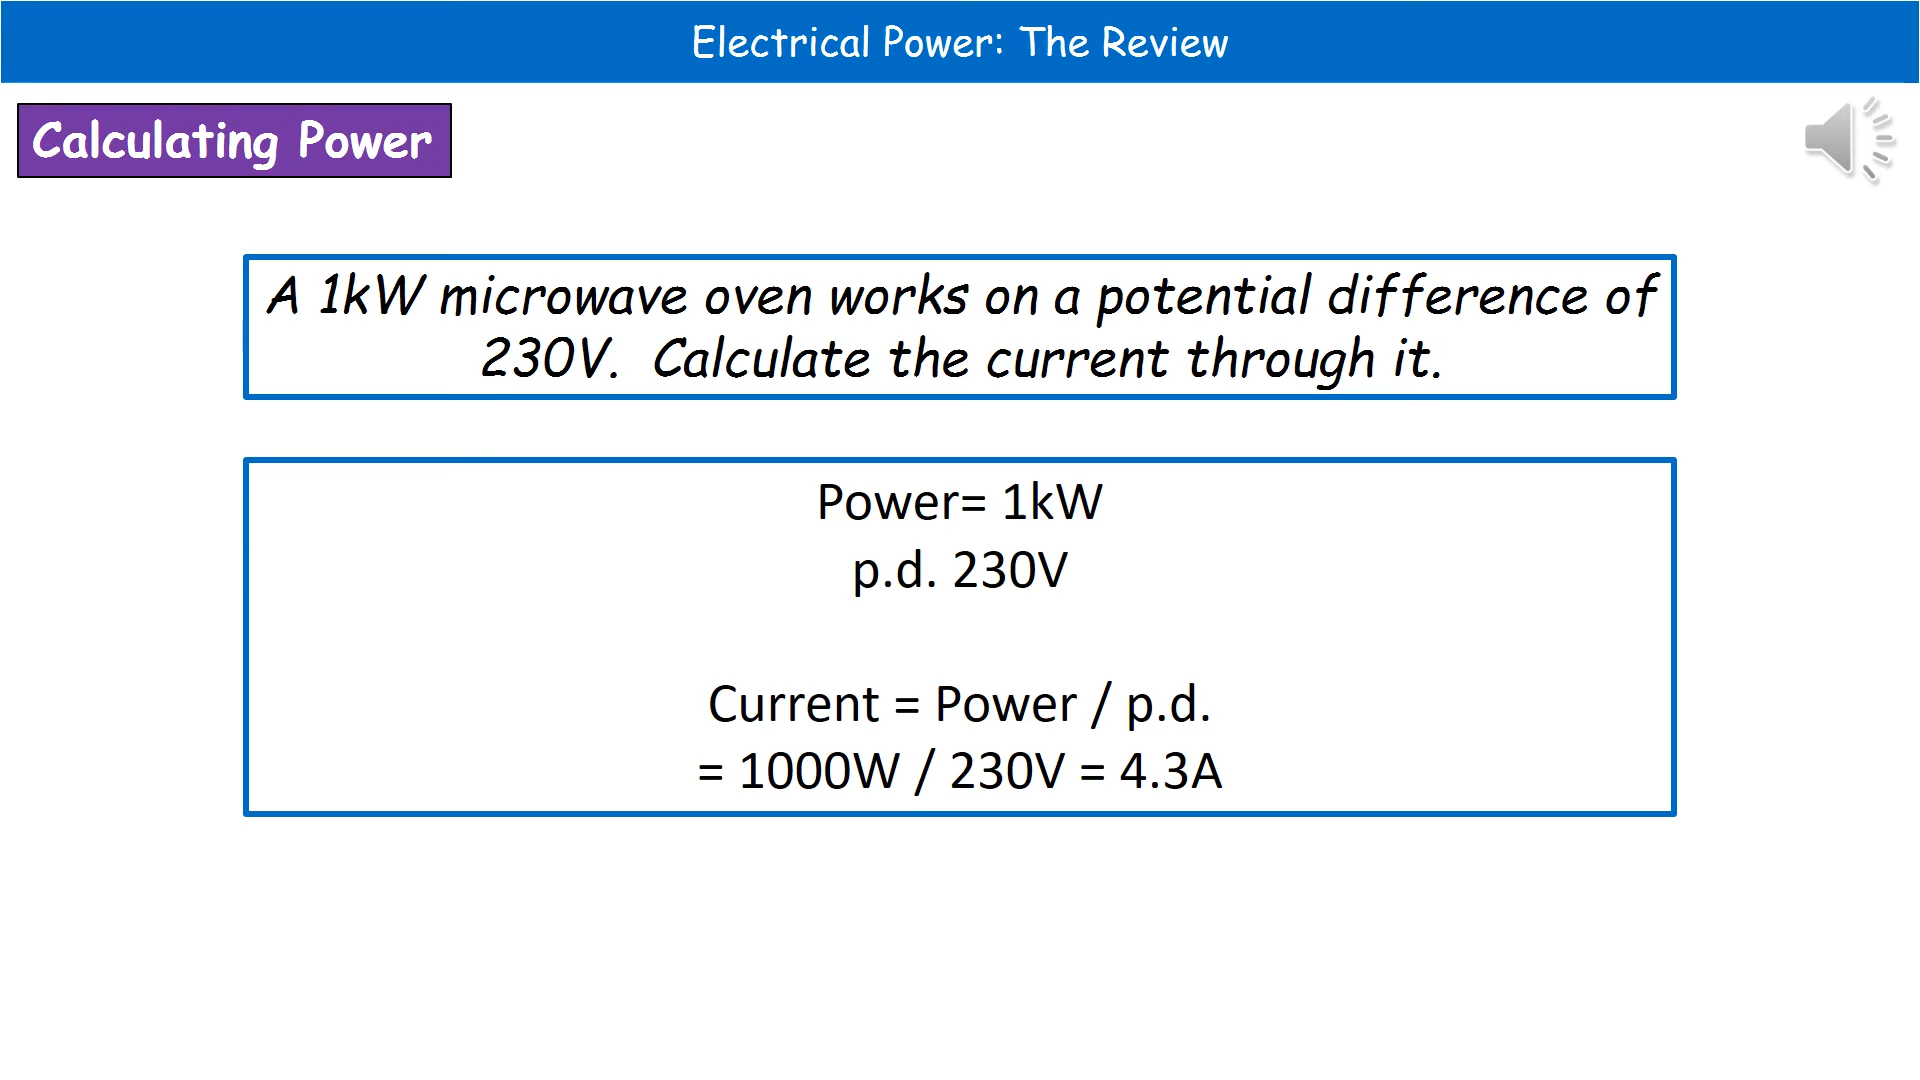 Electrical Power: The Review
Calculating Power
A 1kW microwave oven works on a potential difference of
230V.  Calculate the current through it.
Power= 1kW
p.d. 230V
Current = Power / p.d.
= 1000W / 230V = 4.3A